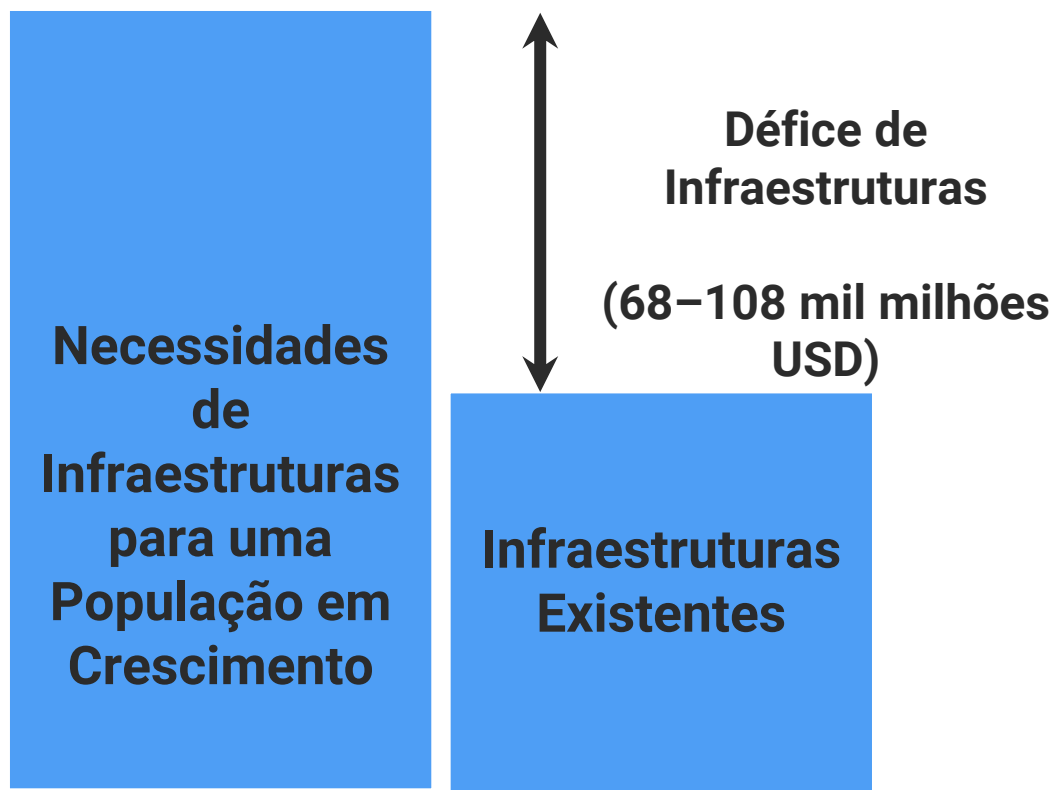 Necessidades
de
Infraestruturas
para uma
População em
Crescimento
Défice de
Infraestruturas
(68–108 mil milhões
USD)
Infraestruturas
Existentes